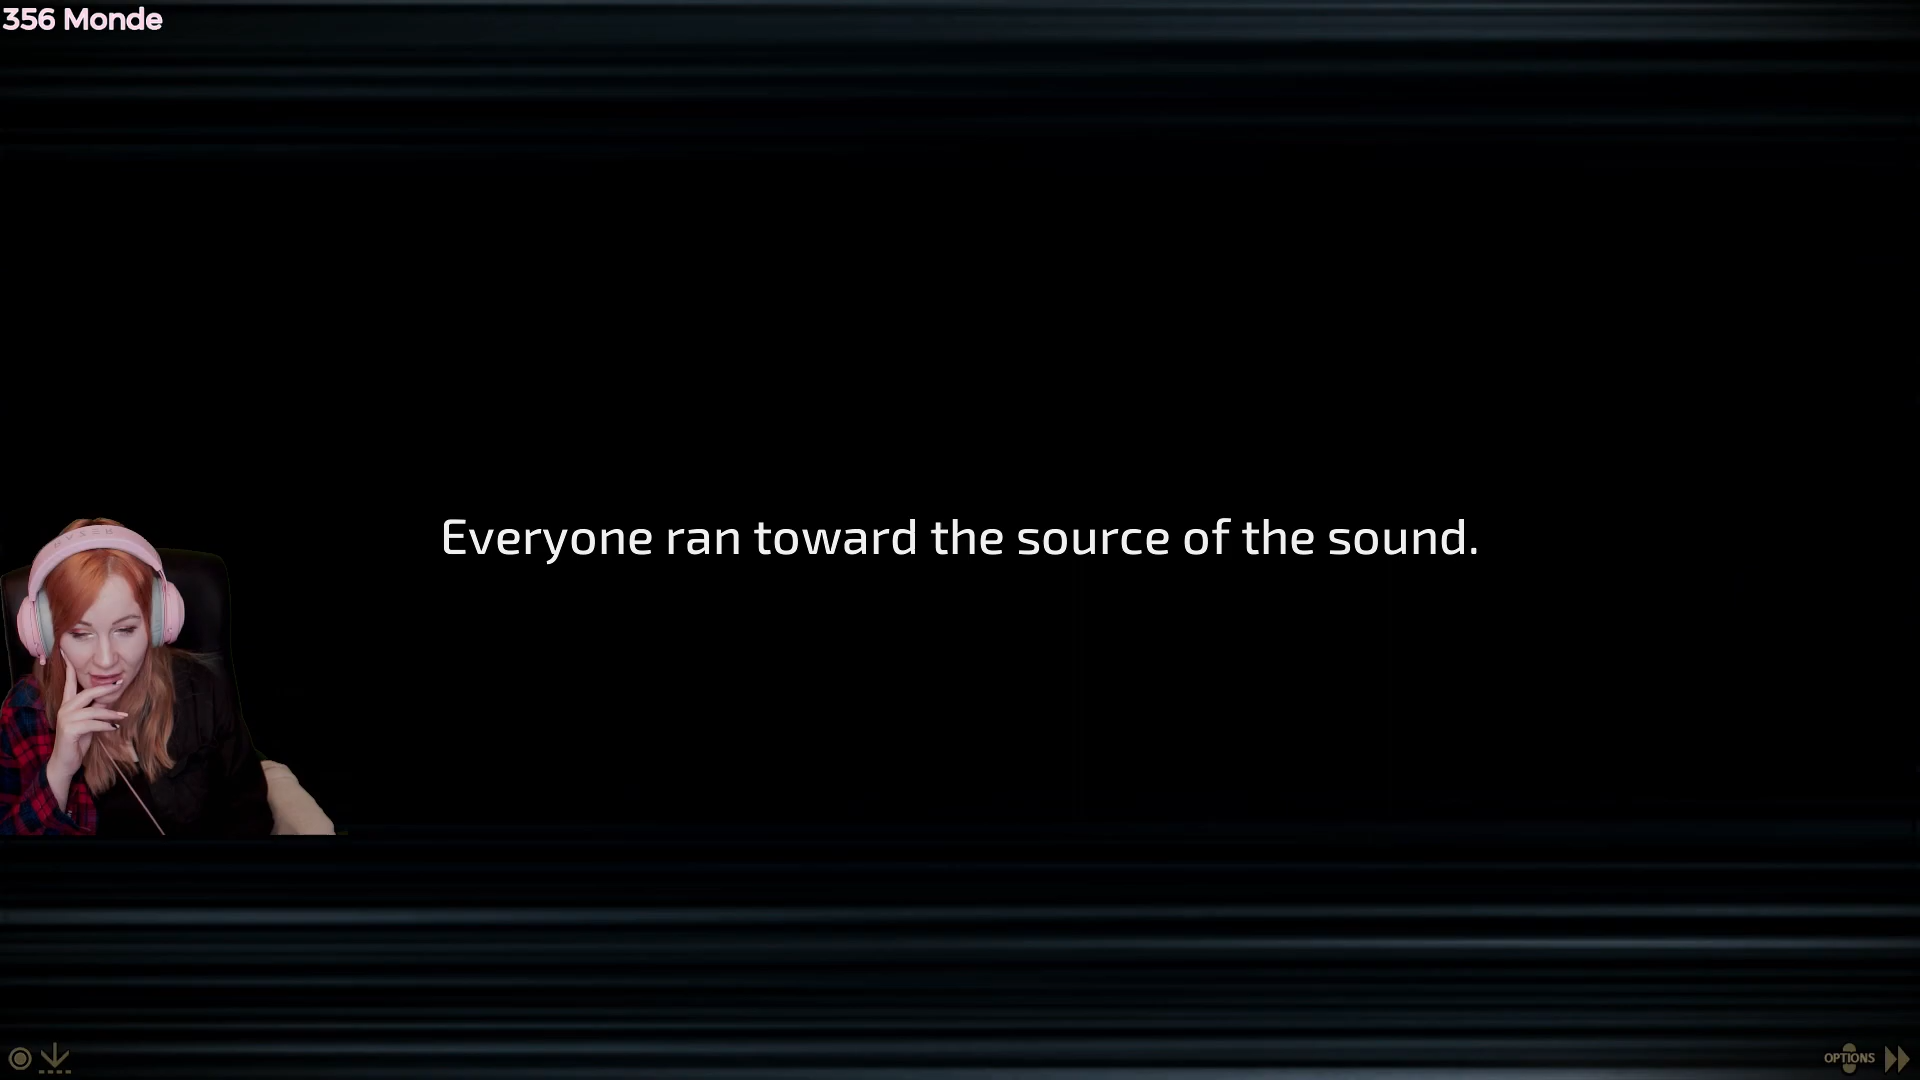 356 Monde
Everyone ran toward the source of the sound.
OPTIONS